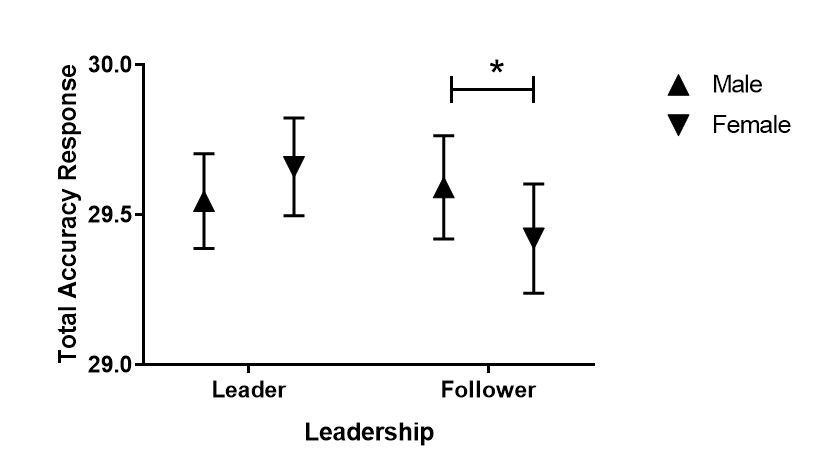 30.0
29.5
29.0
Total Accuracy Response
*
Male
Female
Leader
Follower
Leadership